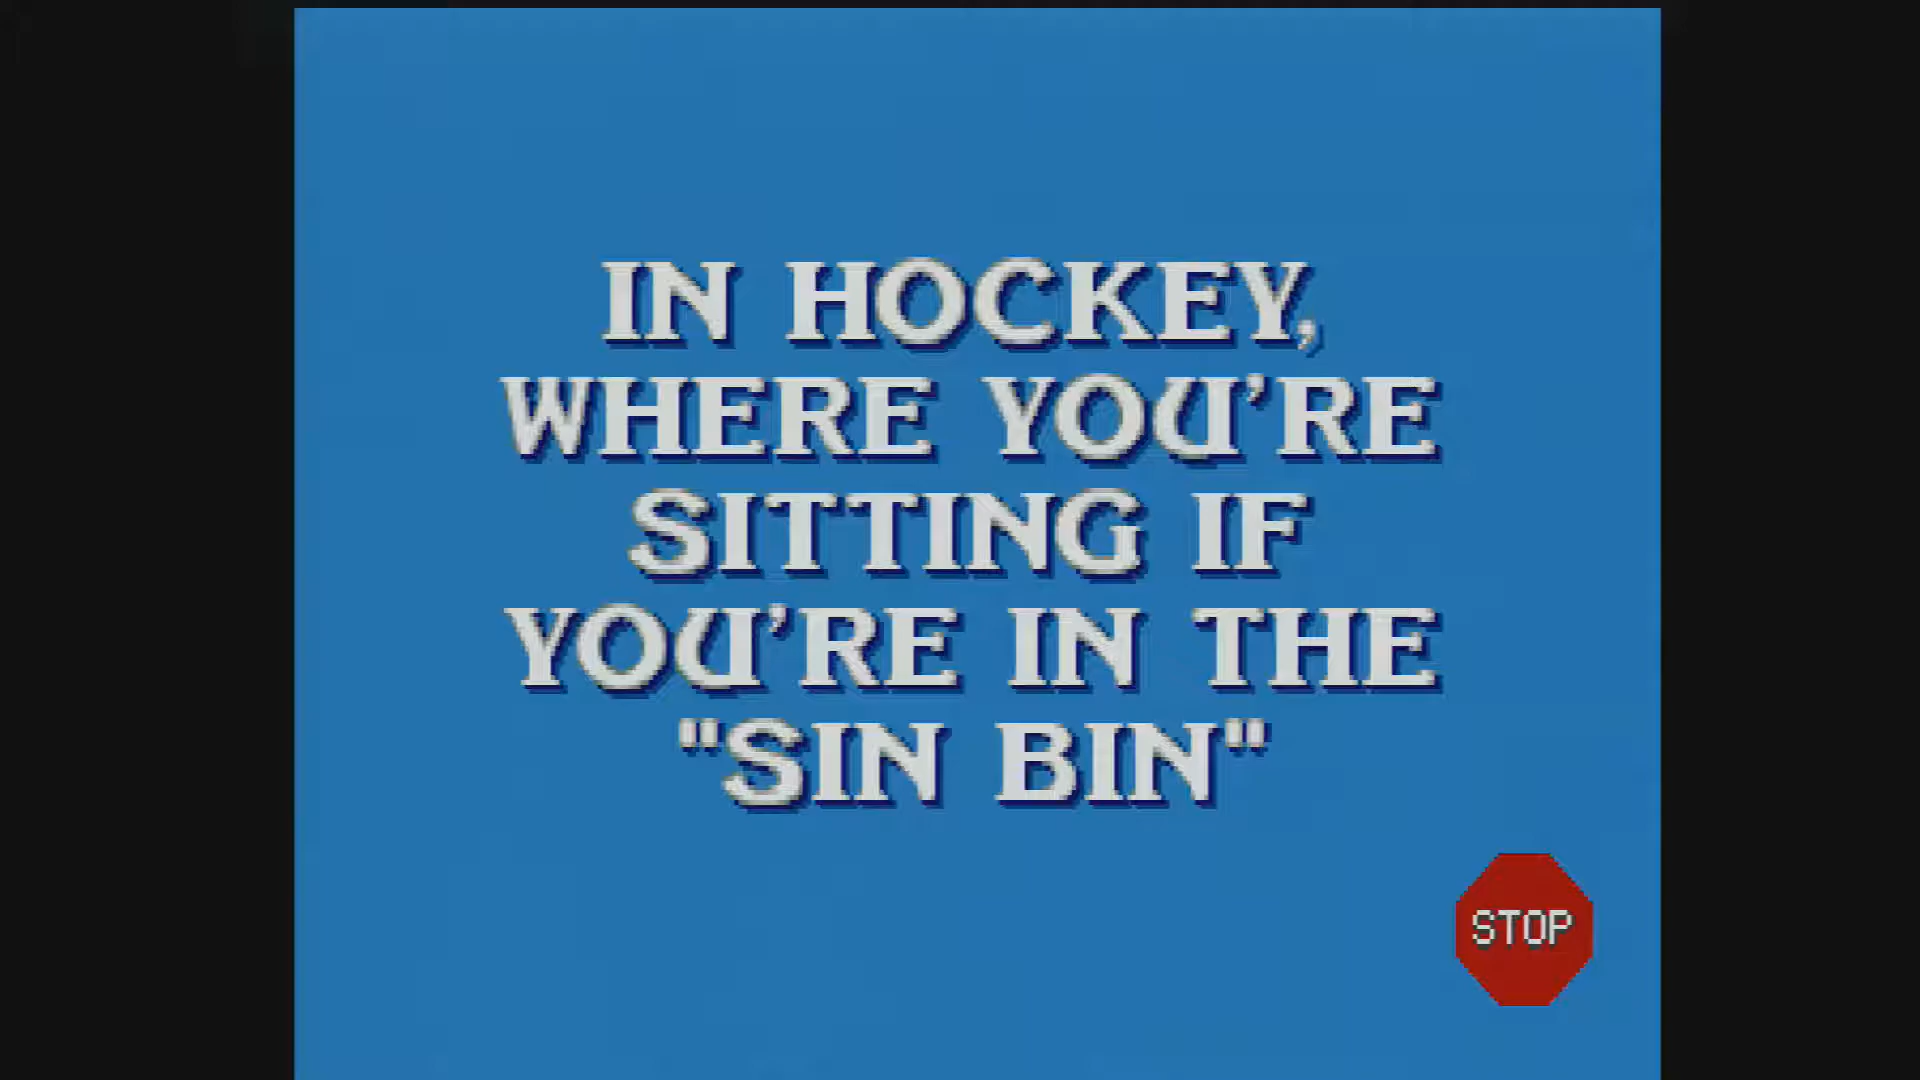 IN HOCKEY,
WHERE YOU'RE
SITTING IF
YOU'RE IN THE
"SIN BIN"
STOP